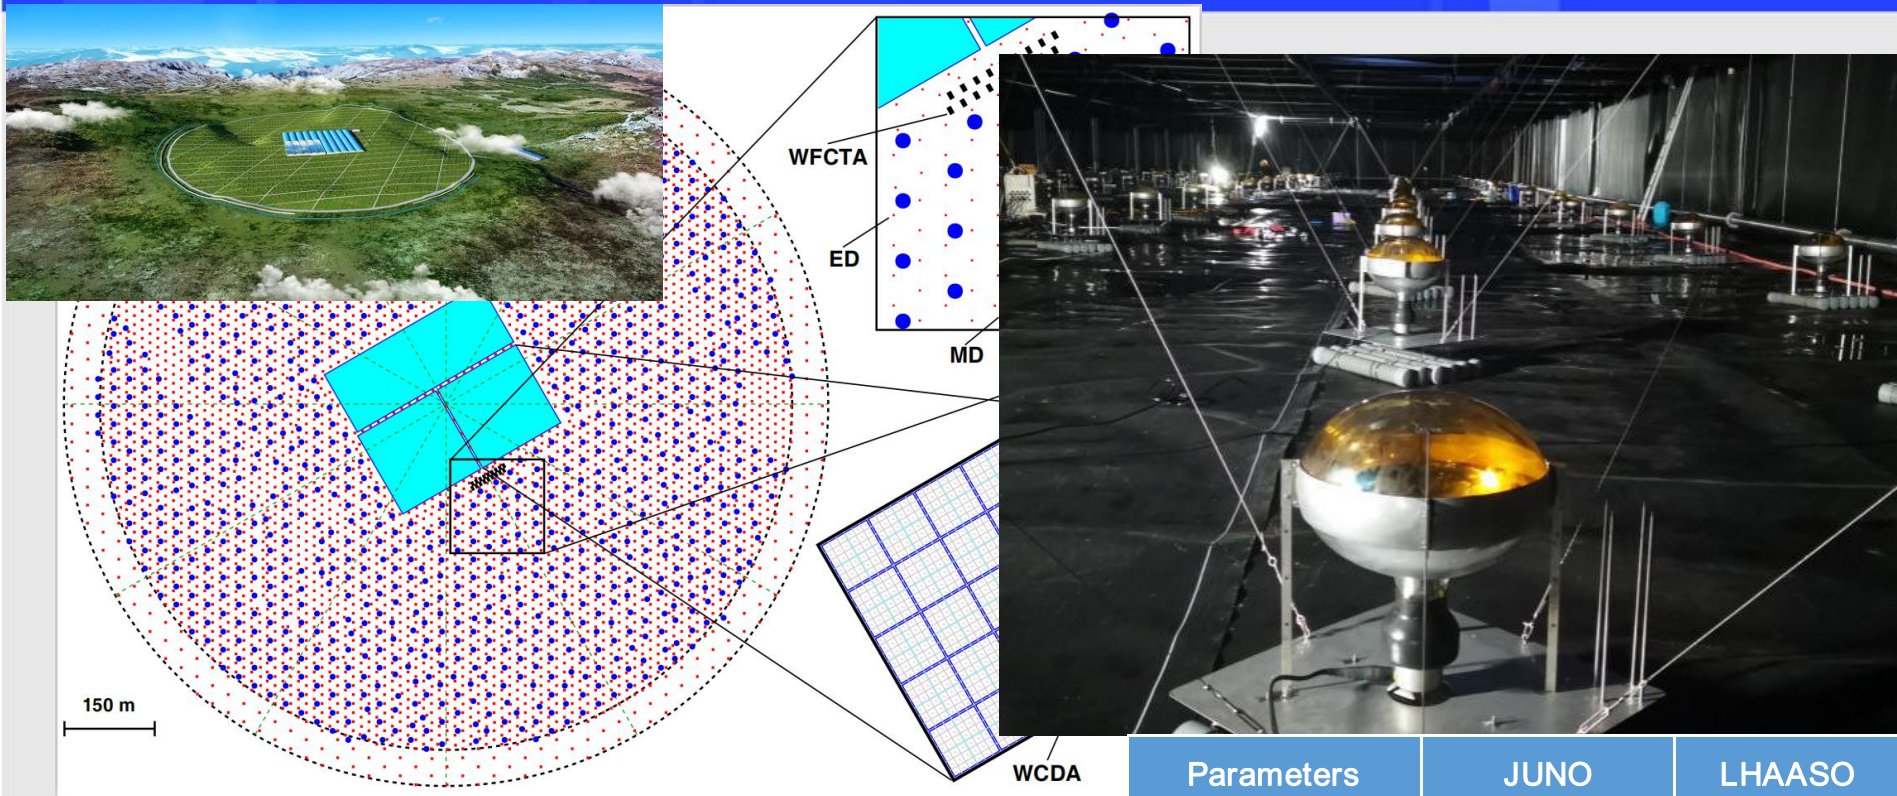 WFCTA
ED
MD
150 m
WCDA
Parameters JUNO LHAASO